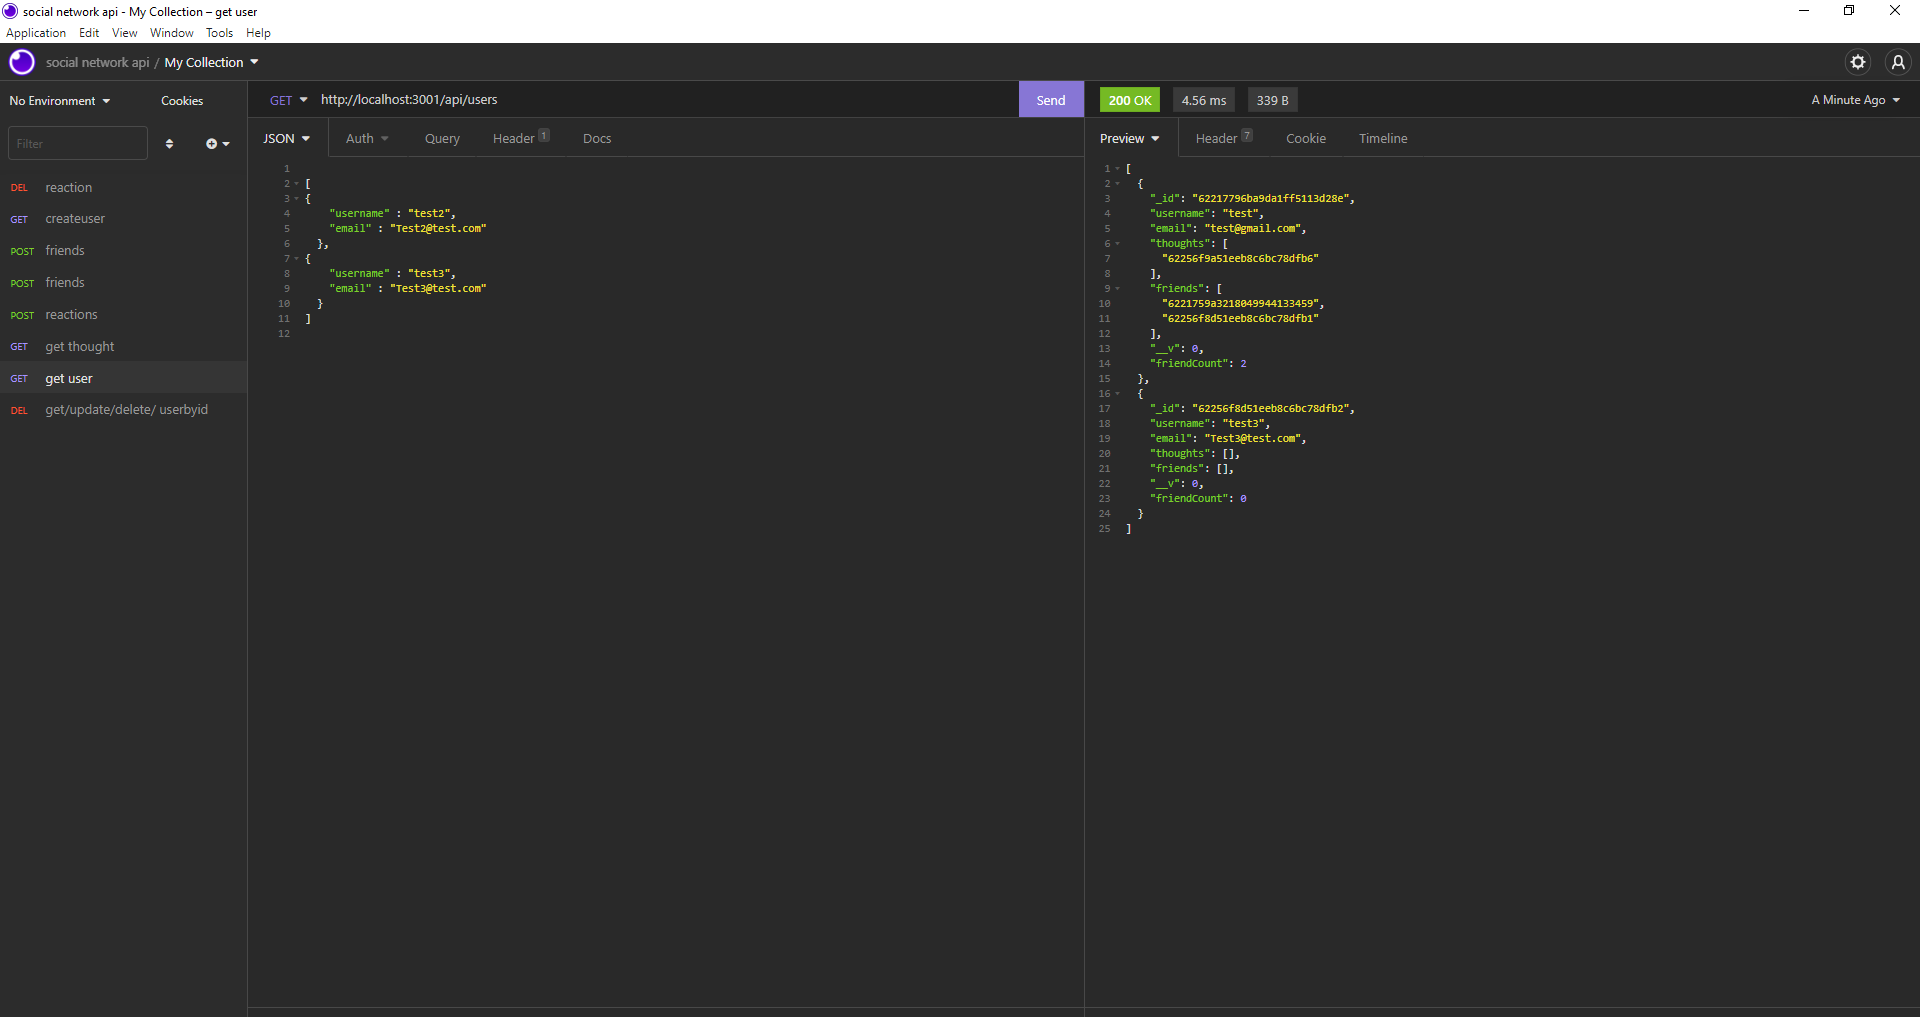 social network api - My Collection – get user
Application Edit View Window Tools Help
social network api / My Collection
No Environment Cookies
GET http://localhost:3001/api/users Send
200 OK 4.56 ms 339 B A Minute Ago
Filter
JSON Auth Query Header 1 Docs
Preview Header 7 Cookie Timeline
DEL reaction
GET createuser
POST friends
POST friends
POST reactions
GET get thought
GET get user
DEL get/update/delete/ userbyid
1
2 [
3 {
4 "username" : "test2",
5 "email" : "Test2@test.com"
6 },
7 {
8 "username" : "test3",
9 "email" : "Test3@test.com"
10 }
11 ]
12
1 [
2 {
3 "_id": "62217796ba9da1ff5113d28e",
4 "username": "test",
5 "email": "test@gmail.com",
6 "thoughts": [
7 "62256f9a51eeb8c6bc78dfb6"
8 ],
9 "friends": [
10 "6221759a3218049944133459",
11 "62256f8d51eeb8c6bc78dfb1"
12 ],
13 "__v": 0,
14 "friendCount": 2
15 },
16 {
17 "_id": "62256f8d51eeb8c6bc78dfb2",
18 "username": "test3",
19 "email": "Test3@test.com",
20 "thoughts": [],
21 "friends": [],
22 "__v": 0,
23 "friendCount": 0
24 }
25 ]